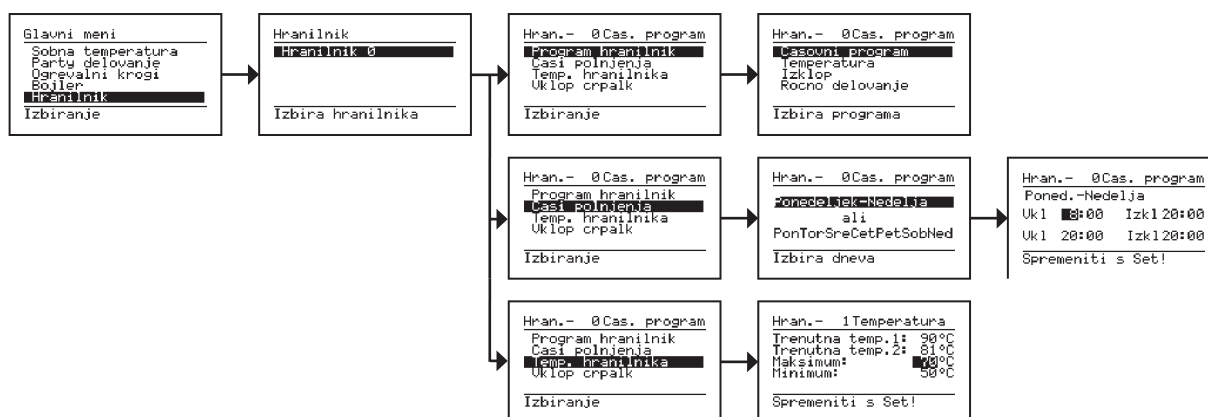 Glavni meni
Sobna temperatura
Party delovanje
Ogrevalni krogi
Bojler
Hranilnik
Izbiranje
Hranilnik
Hranilnik 0
Izbira hranilnika
Hran.- 0Cas. program
Program hranilnik
Casi polnjenja
Temp. hranilnika
Vklop crpalk
Izbiranje
Hran.- 0Cas. program
Casovni program
Temperatura
Izklop
Rocno delovanje
Izbira programa
Hran.- 0Cas. program
Program hranilnik
Casi polnjenja
Temp. hranilnika
Vklop crpalk
Izbiranje
Hran.- 0Cas. program
Ponedeljek-Nedelja
ali
PonTorSreCetPetSobNed
Izbira dneva
Hran.- 0Cas. program
Poned.-Nedelja
Vkl 8:00 Izkl20:00
Vkl 20:00 Izkl20:00
Spremeniti s Set!
Hran.- 0Cas. program
Program hranilnik
Casi polnjenja
Temp. hranilnika
Vklop crpalk
Izbiranje
Hran.- 1Temperatura
Trenutna temp.1: 90°C
Trenutna temp.2: 81°C
Maksimum: 70°C
Minimum: 50°C
Spremeniti s Set!